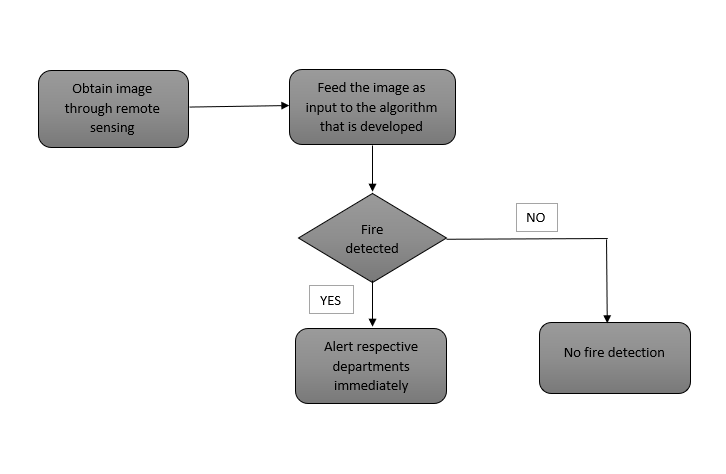 Obtain image
through remote
sensing
Feed the image as
input to the algorithm
that is developed
Fire
detected
NO
YES
Alert respective
departments
immediately
No fire detection